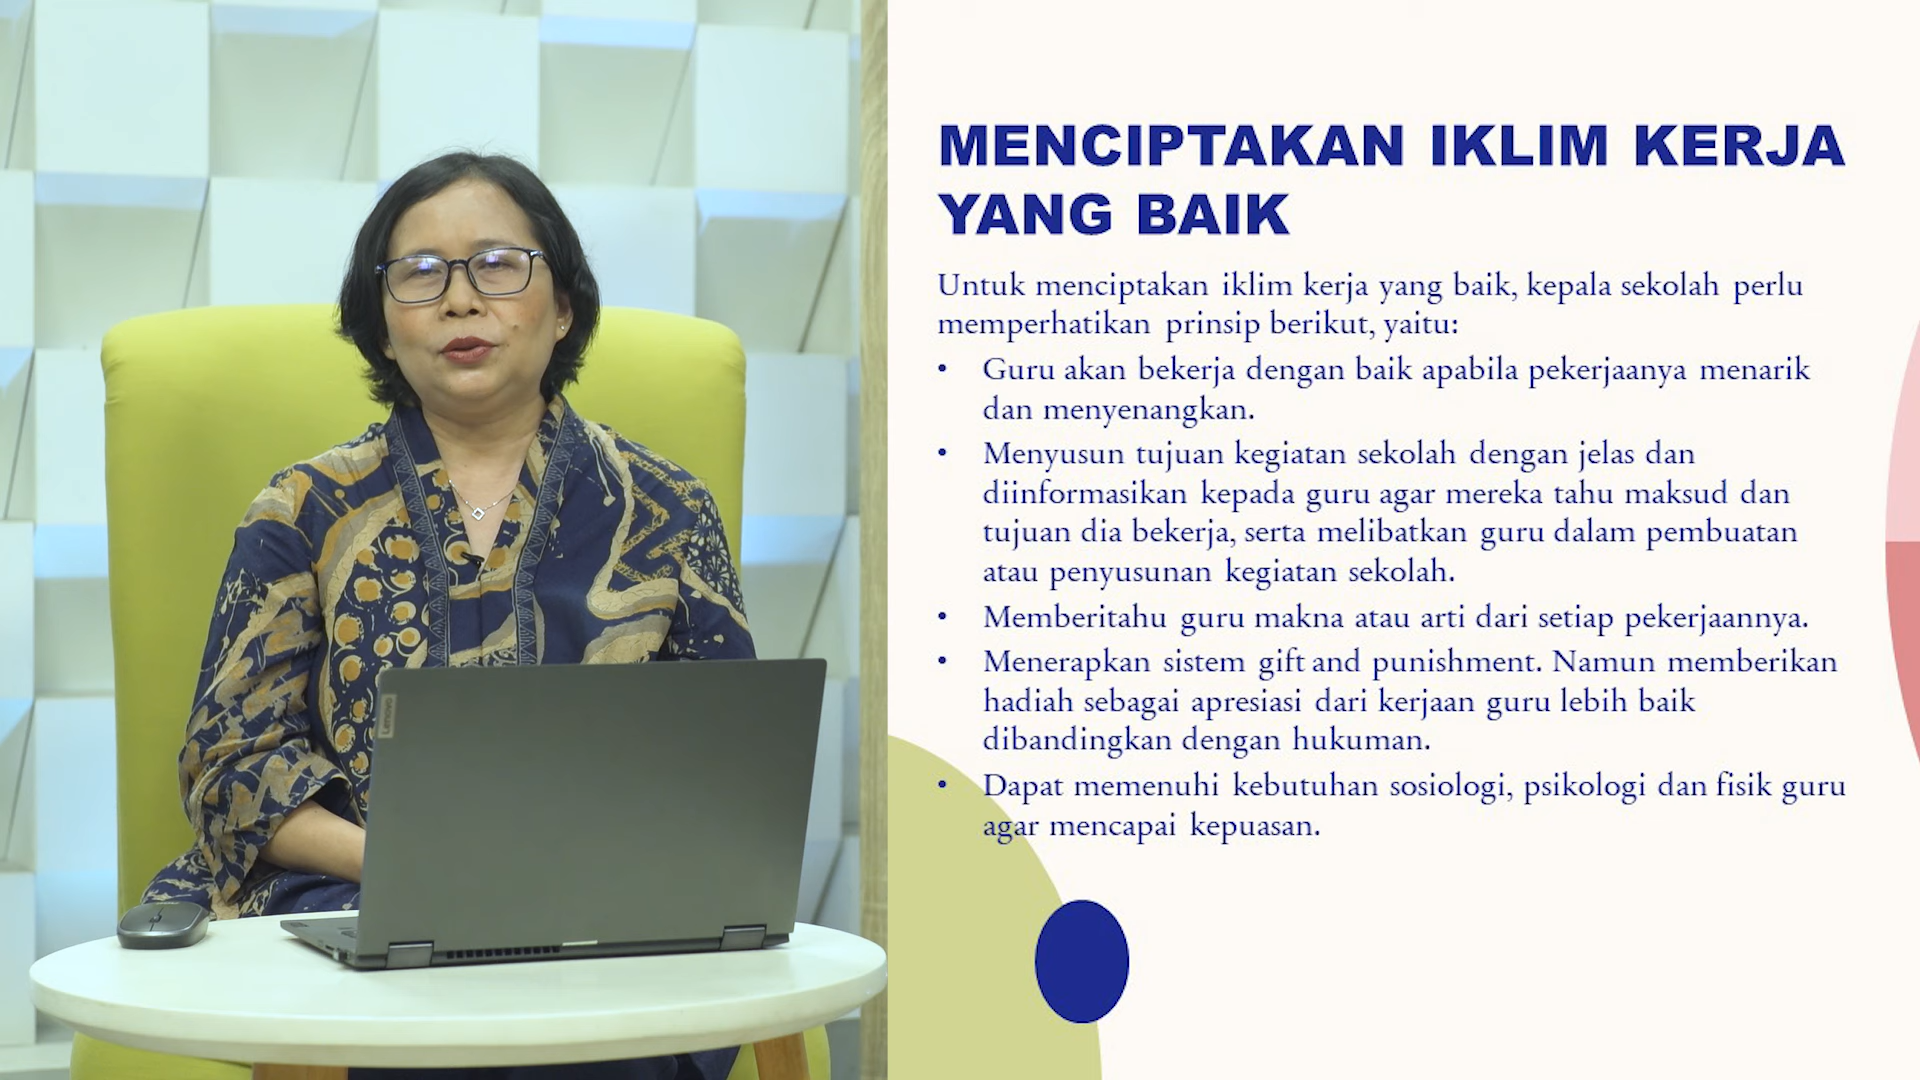 MENCIPTAKAN IKLIM KERJA
YANG BAIK
Untuk menciptakan iklim kerja yang baik, kepala sekolah perlu
memperhatikan prinsip berikut, yaitu:
• Guru akan bekerja dengan baik apabila pekerjaanya menarik
dan menyenangkan.
• Menyusun tujuan kegiatan sekolah dengan jelas dan
diinformasikan kepada guru agar mereka tahu maksud dan
tujuan dia bekerja, serta melibatkan guru dalam pembuatan
atau penyusunan kegiatan sekolah.
• Memberitahu guru makna atau arti dari setiap pekerjaannya.
• Menerapkan sistem gift and punishment. Namun memberikan
hadiah sebagai apresiasi dari kerjaan guru lebih baik
dibandingkan dengan hukuman.
• Dapat memenuhi kebutuhan sosiologi, psikologi dan fisik guru
agar mencapai kepuasan.
Lenovo